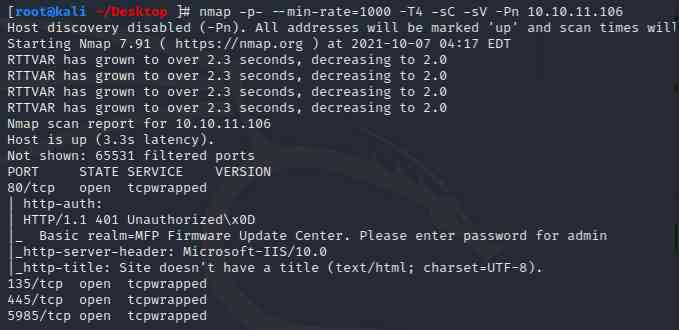 [root@kali ~/Desktop ]# nmap -p- --min-rate=1000 -T4 -sC -sV -Pn 10.10.11.106
Host discovery disabled (-Pn). All addresses will be marked 'up' and scan times will
Starting Nmap 7.91 ( https://nmap.org ) at 2021-10-07 04:17 EDT
RTTVAR has grown to over 2.3 seconds, decreasing to 2.0
RTTVAR has grown to over 2.3 seconds, decreasing to 2.0
RTTVAR has grown to over 2.3 seconds, decreasing to 2.0
RTTVAR has grown to over 2.3 seconds, decreasing to 2.0
Nmap scan report for 10.10.11.106
Host is up (3.3s latency).
Not shown: 65531 filtered ports
PORT     STATE SERVICE    VERSION
80/tcp   open  tcpwrapped
| http-auth:
| HTTP/1.1 401 Unauthorized\x0D
|_  Basic realm=MFP Firmware Update Center. Please enter password for admin
|_http-server-header: Microsoft-IIS/10.0
|_http-title: Site doesn't have a title (text/html; charset=UTF-8).
135/tcp  open  tcpwrapped
445/tcp  open  tcpwrapped
5985/tcp open  tcpwrapped